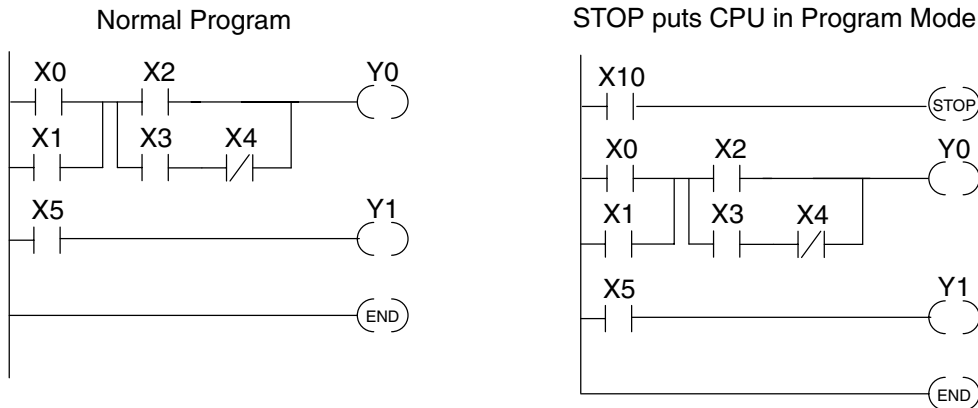 Normal Program
X0 X2 Y0
X1 X3 X4
X5 Y1
END
STOP puts CPU in Program Mode
X10 STOP
X0 X2 Y0
X1 X3 X4
X5 Y1
END